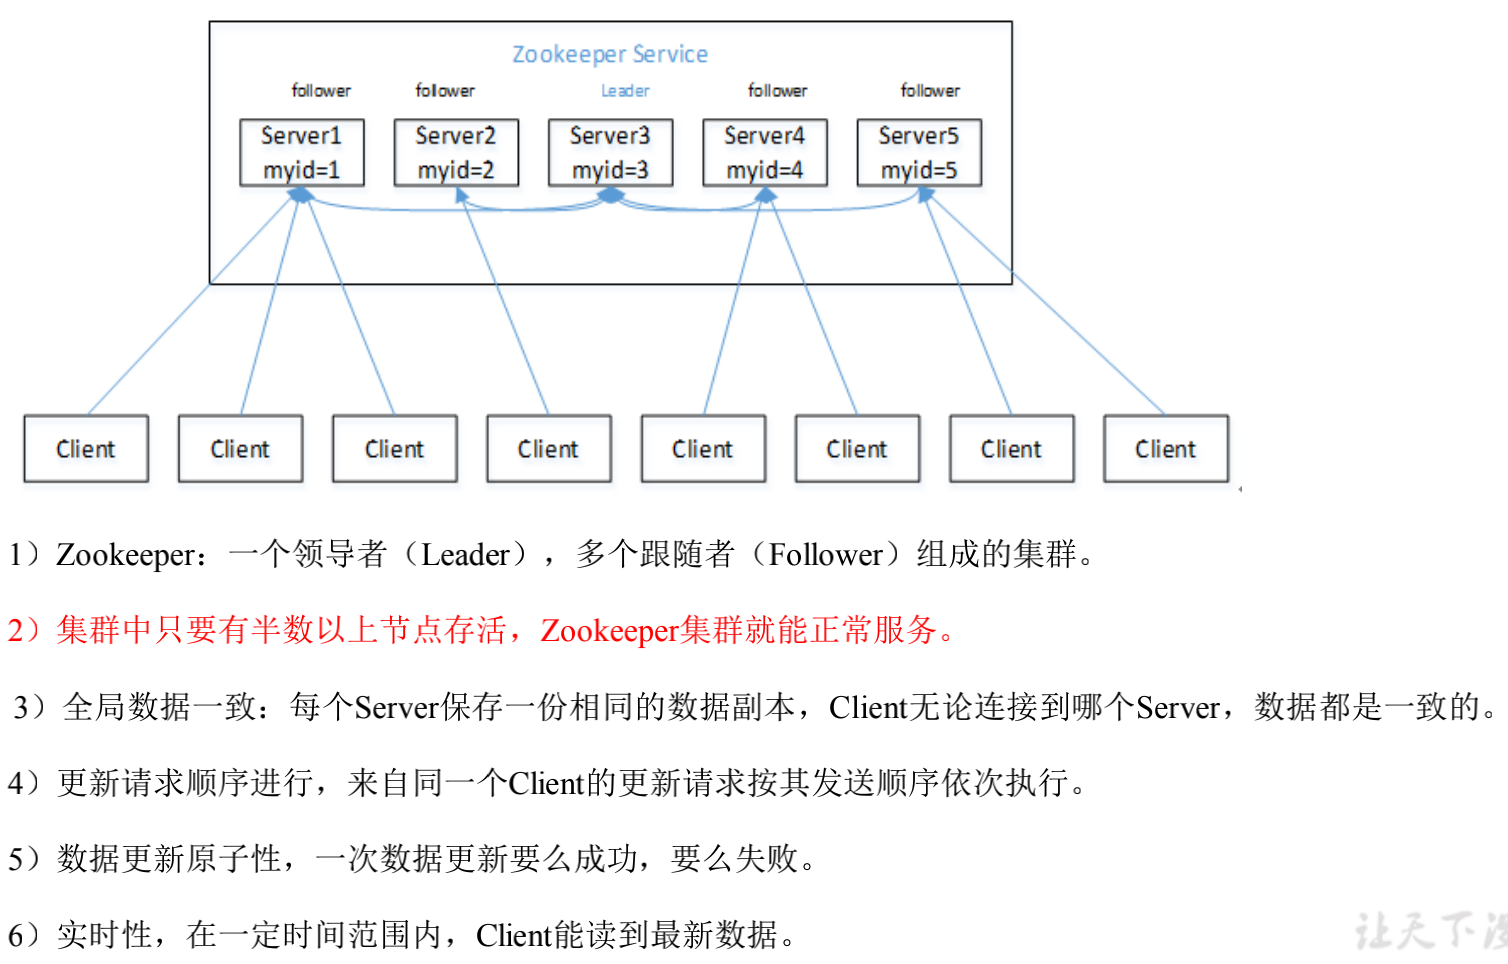 Zookeeper Service
follower follower Leader follower follower
Server1 Server2 Server3 Server4 Server5
myid=1 myid=2 myid=3 myid=4 myid=5
Client Client Client Client Client Client Client Client
1）Zookeeper：一个领导者（Leader），多个跟随者（Follower）组成的集群。
2）集群中只要有半数以上节点存活，Zookeeper集群就能正常服务。
3）全局数据一致：每个Server保存一份相同的数据副本，Client无论连接到哪个Server，数据都是一致的。
4）更新请求顺序进行，来自同一个Client的更新请求按其发送顺序依次执行。
5）数据更新原子性，一次数据更新要么成功，要么失败。
6）实时性，在一定时间范围内，Client能读到最新数据。
让天下